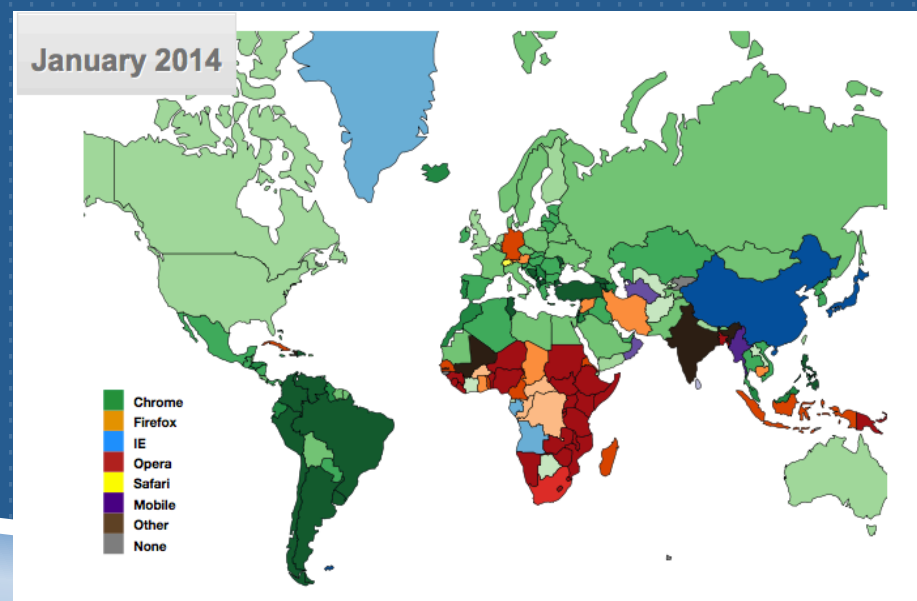 January 2014
Chrome
Firefox
IE
Opera
Safari
Mobile
Other
None